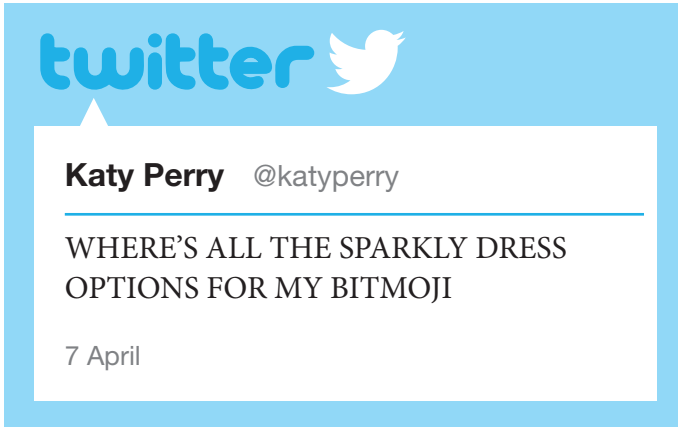 twitter
Katy Perry @katyperry
WHERE’S ALL THE SPARKLY DRESS
OPTIONS FOR MY BITMOJI
7 April